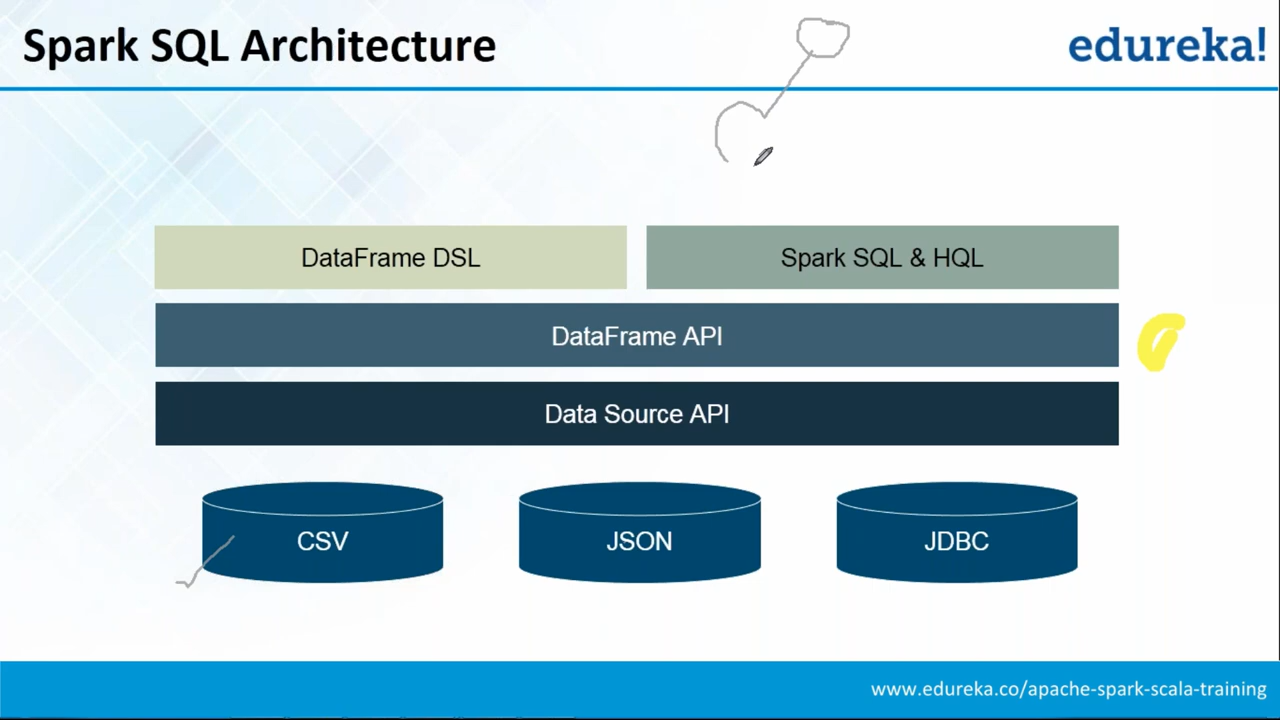 Spark SQL Architecture
edureka!
DataFrame DSL
Spark SQL & HQL
DataFrame API
Data Source API
CSV
JSON
JDBC
www.edureka.co/apache-spark-scala-training